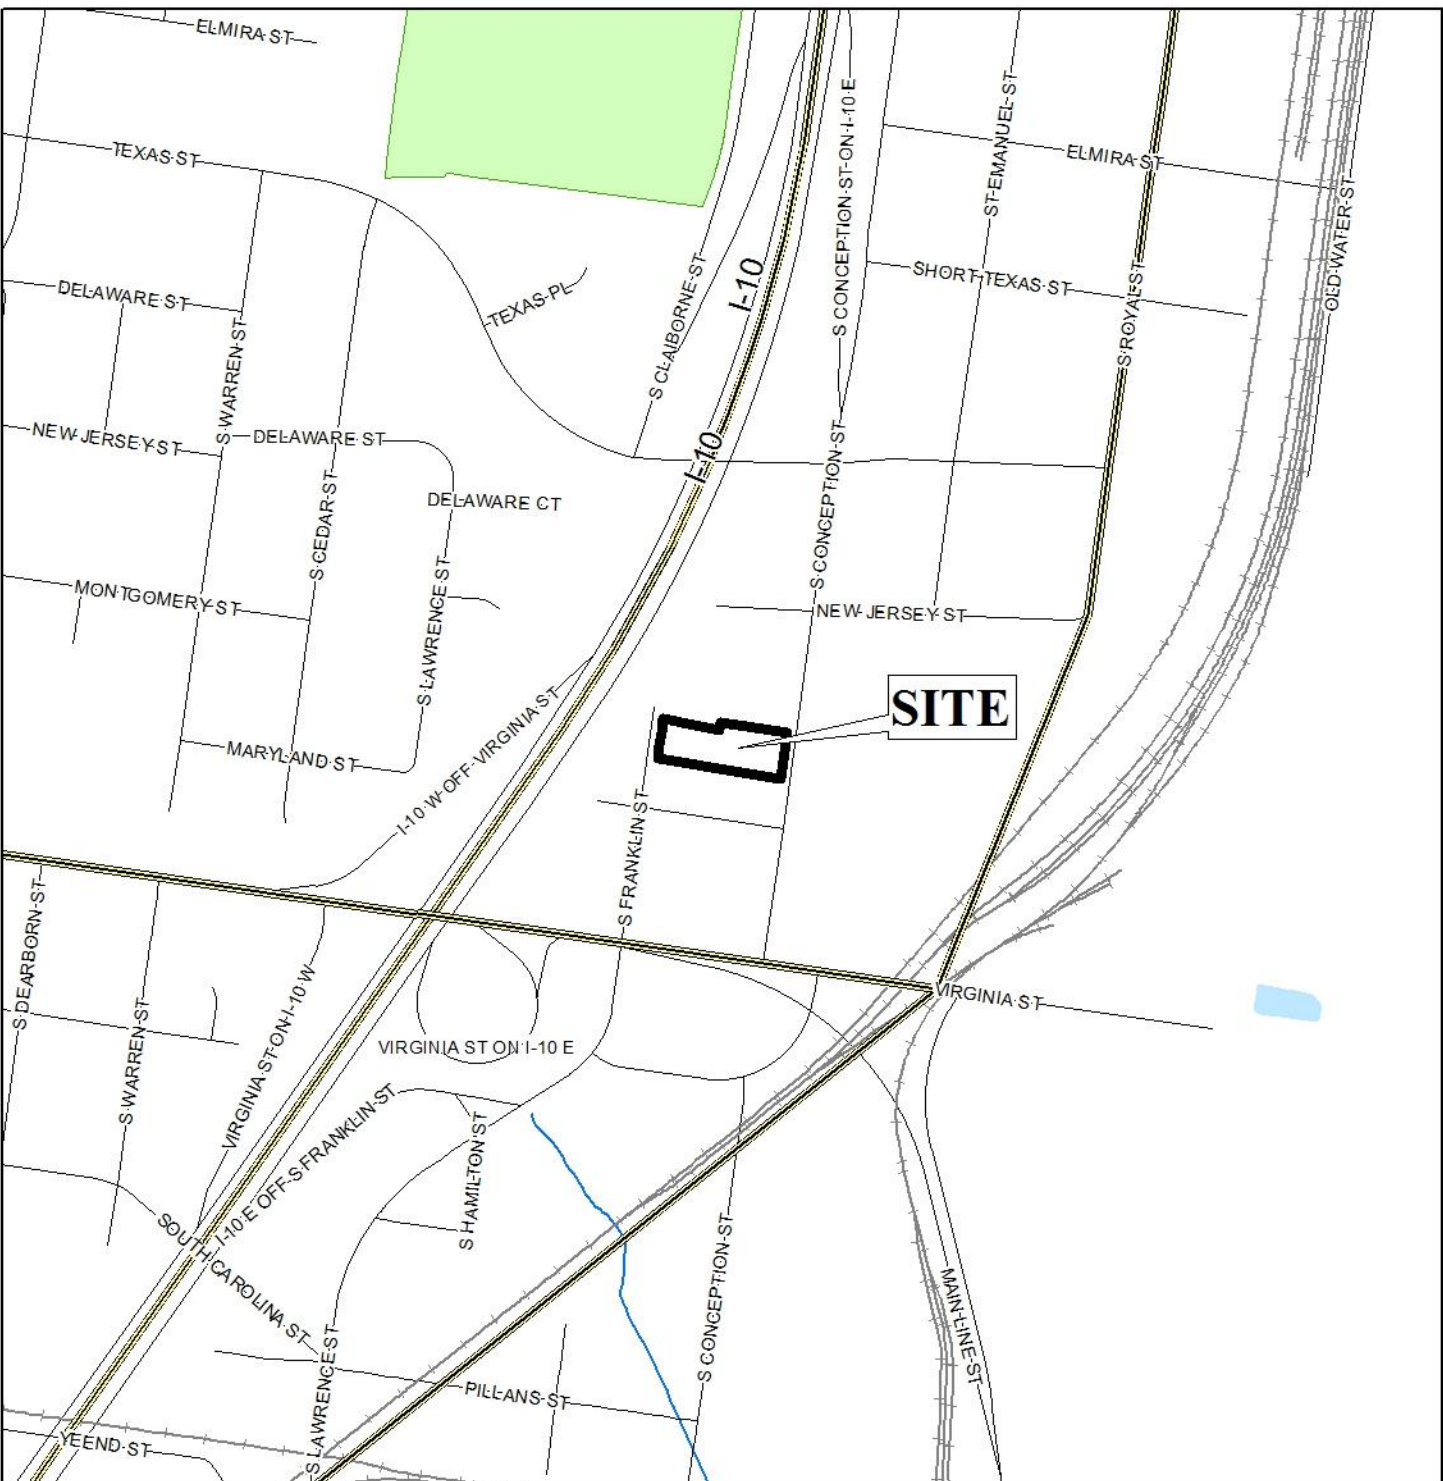 ELMIRA ST
TEXAS ST
S CONCEPTION ST ON I-10 E
ST EMANUEL ST
ELMIRA ST
OLD WATER ST
DELAWARE ST
TEXAS PL
S CLAIBORNE ST
I-10
SHORT TEXAS ST
S ROYAL ST
S WARREN ST
NEW JERSEY ST
DELAWARE ST
I-10
S CEDAR ST
DELAWARE CT
S CONCEPTION ST
MONTGOMERY ST
S LAWRENCE ST
NEW JERSEY ST
SITE
MARYLAND ST
I-10 W OFF VIRGINIA ST
S FRANKLIN ST
S FRANKLIN ST
S DEARBORN ST
VIRGINIA ST
S WARREN ST
VIRGINIA ST ON I-10 W
VIRGINIA ST ON I-10 E
I-10 E OFF S FRANKLIN ST
S HAMILTON ST
SOUTH CAROLINA ST
S CONCEPTION ST
MAIN LINE ST
S LAWRENCE ST
PILLANS ST
YEEND ST